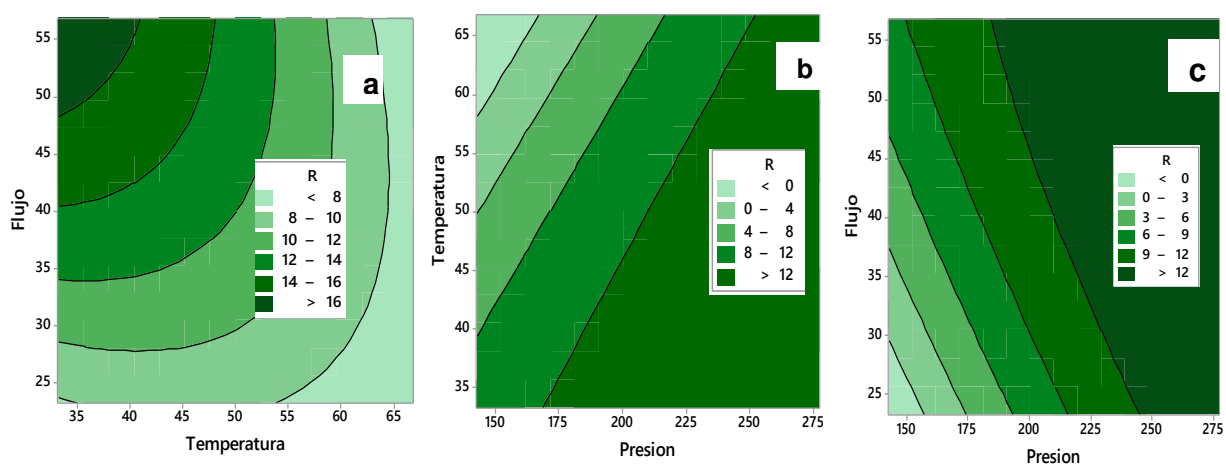 a
Flujo
55
50
45
40
35
30
25
R
< 8
8 – 10
10 – 12
12 – 14
14 – 16
> 16
35 40 45 50 55 60 65
Temperatura
b
Temperatura
65
60
55
50
45
40
35
R
< 0
0 – 4
4 – 8
8 – 12
> 12
150 175 200 225 250 275
Presion
c
Flujo
55
50
45
40
35
30
25
R
< 0
0 – 3
3 – 6
6 – 9
9 – 12
> 12
150 175 200 225 250 275
Presion